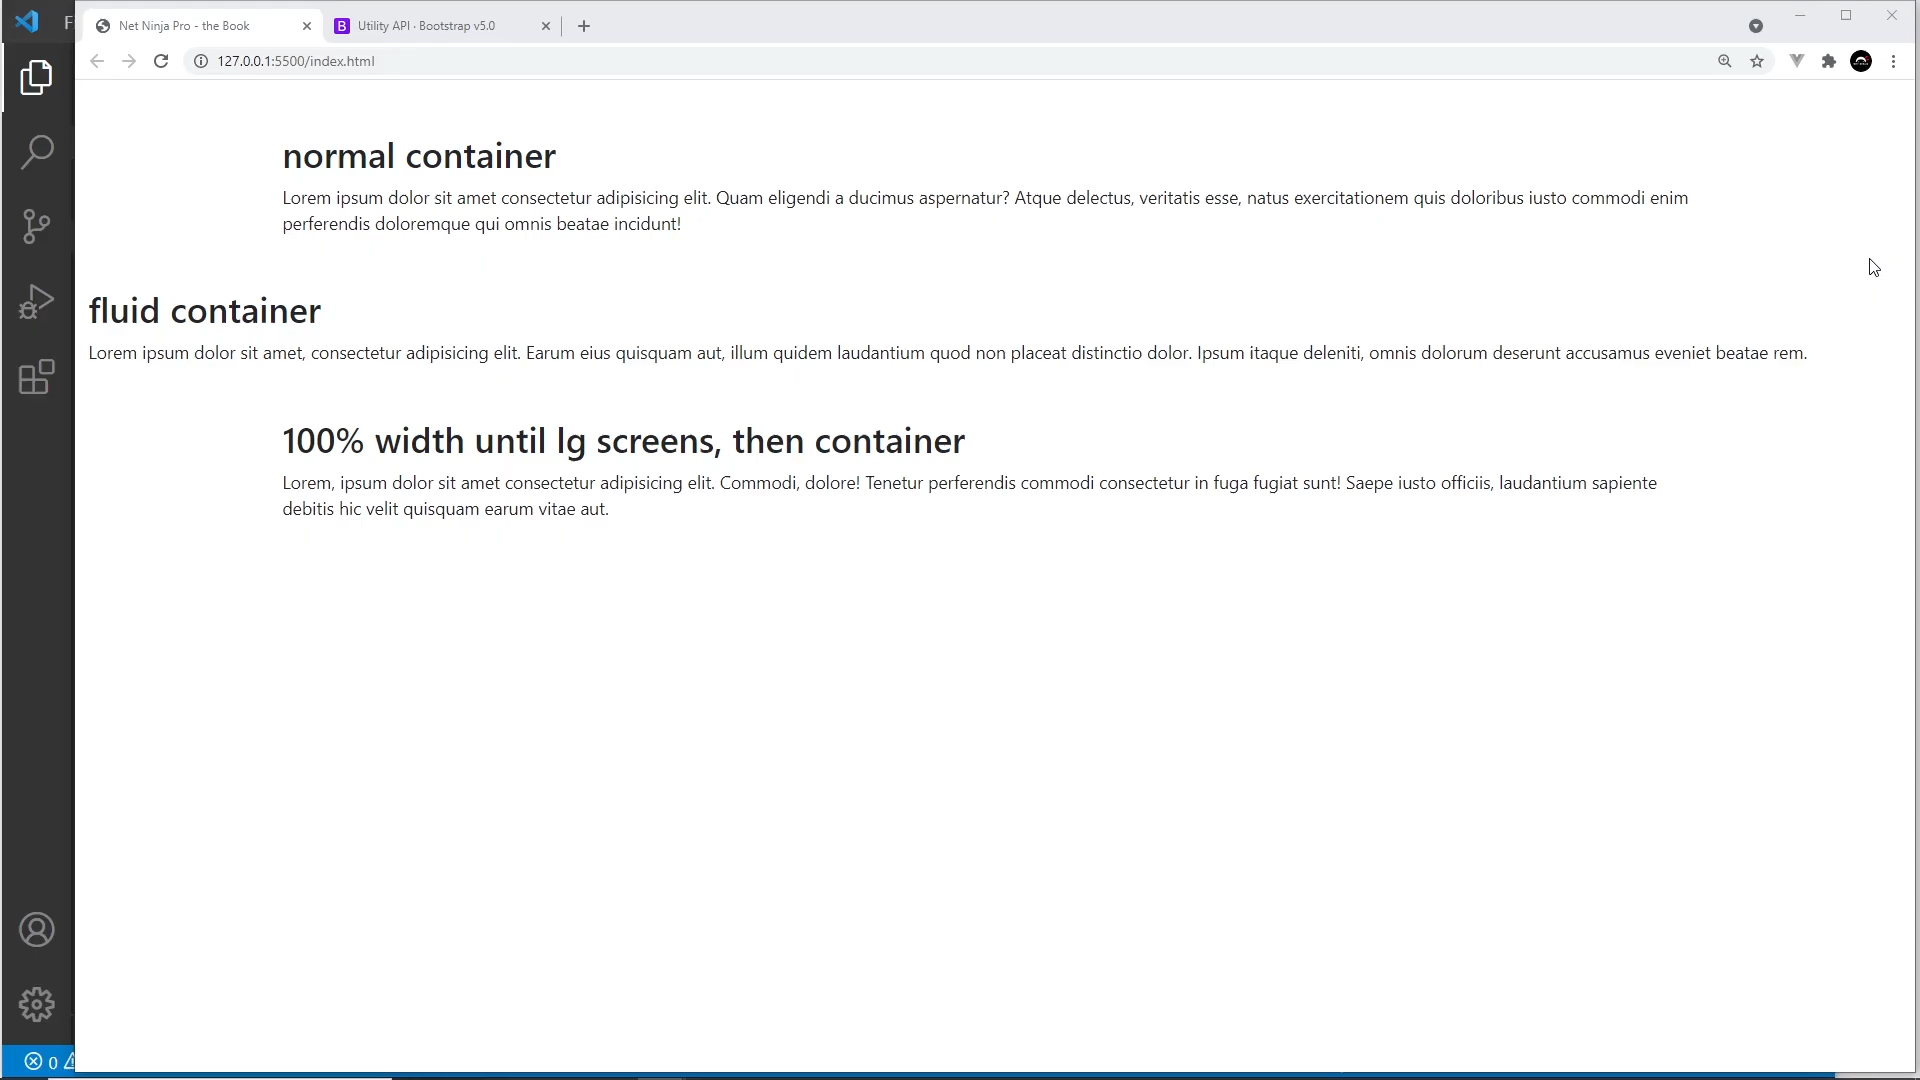 F
Net Ninja Pro - the Book
Utility API · Bootstrap v5.0
127.0.0.1:5500/index.html
normal container
Lorem ipsum dolor sit amet consectetur adipisicing elit. Quam eligendi a ducimus aspernatur? Atque delectus, veritatis esse, natus exercitationem quis doloribus iusto commodi enim
perferendis doloremque qui omnis beatae incidunt!
fluid container
Lorem ipsum dolor sit amet, consectetur adipisicing elit. Earum eius quisquam aut, illum quidem laudantium quod non placeat distinctio dolor. Ipsum itaque deleniti, omnis dolorum deserunt accusamus eveniet beatae rem.
100% width until lg screens, then container
Lorem, ipsum dolor sit amet consectetur adipisicing elit. Commodi, dolore! Tenetur perferendis commodi consectetur in fuga fugiat sunt! Saepe iusto officiis, laudantium sapiente
debitis hic velit quisquam earum vitae aut.
0